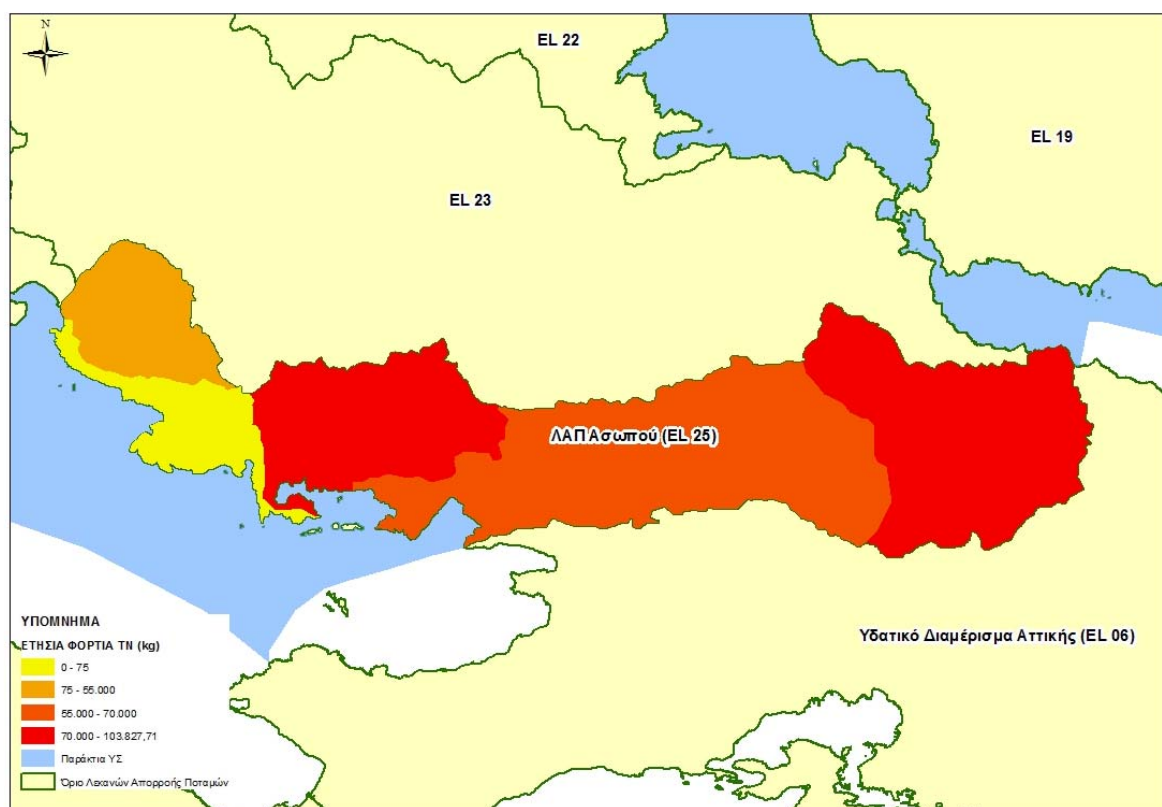 N
EL 22
EL 19
EL 23
ΛΑΠ Ασωπού (EL 25)
Υδατικό Διαμέρισμα Αττικής (EL 06)
ΥΠΟΜΝΗΜΑ
ΕΤΗΣΙΑ ΦΟΡΤΙΑ ΤΝ (kg)
0 - 75
75 - 55.000
55.000 - 70.000
70.000 - 103.827,71
Παράκτια ΥΣ
Όριο Λεκανών Απορροής Ποταμών